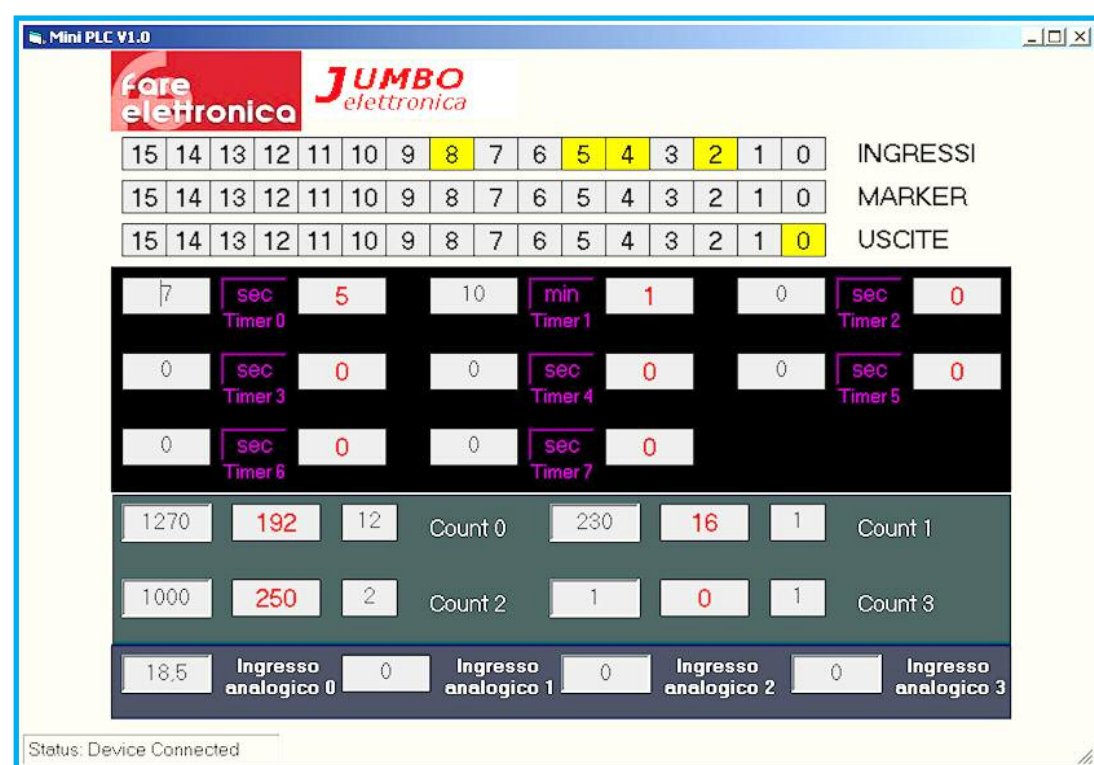 Mini PLC V1.0
fare
elettronica
JUMBO
elettronica
15 14 13 12 11 10 9 8 7 6 5 4 3 2 1 0 INGRESSI
15 14 13 12 11 10 9 8 7 6 5 4 3 2 1 0 MARKER
15 14 13 12 11 10 9 8 7 6 5 4 3 2 1 0 USCITE
7 sec 5 10 min 1 0 sec 0
Timer 0 Timer 1 Timer 2
0 sec 0 0 sec 0 0 sec 0
Timer 3 Timer 4 Timer 5
0 sec 0 0 sec 0
Timer 6 Timer 7
1270 192 12 Count 0 230 16 1 Count 1
1000 250 2 Count 2 1 0 1 Count 3
18,5 Ingresso 0 Ingresso 0 Ingresso 0 Ingresso
analogico 0 analogico 1 analogico 2 analogico 3
Status: Device Connected